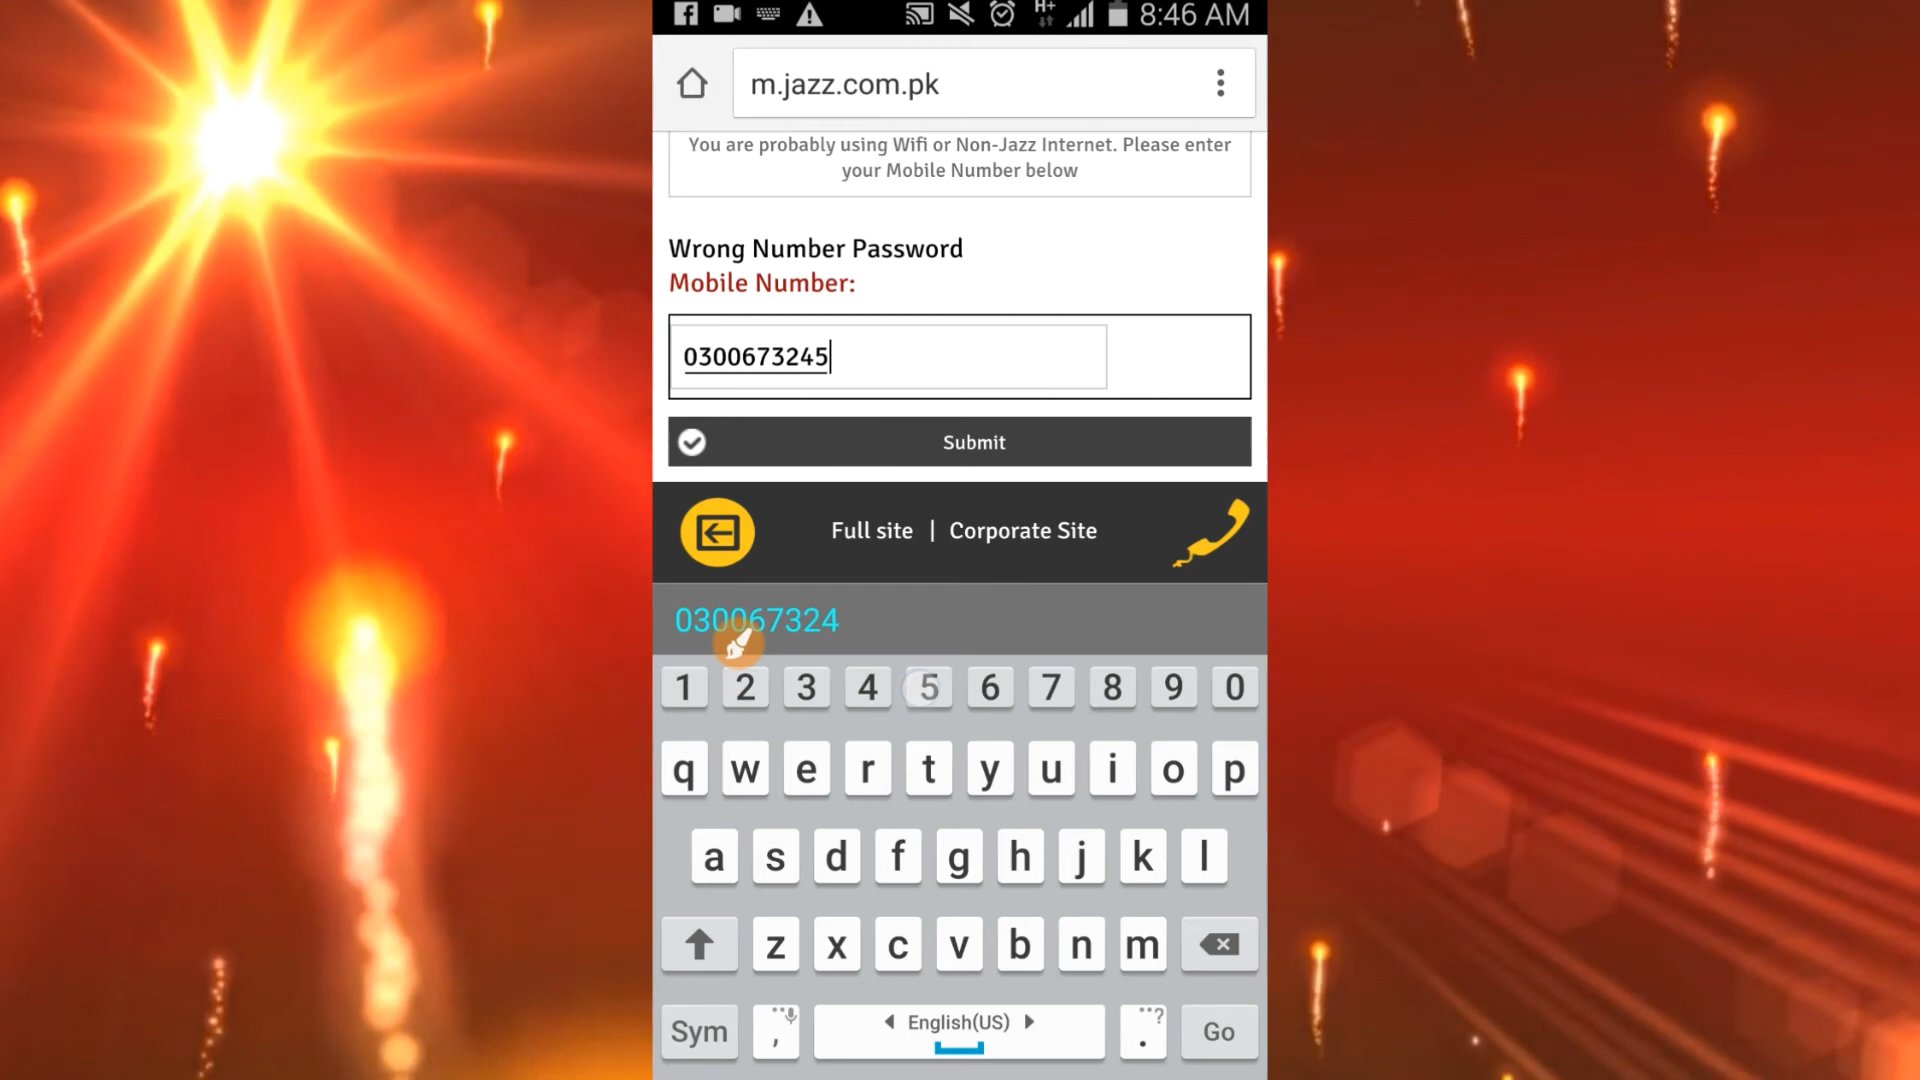 H+
8:46 AM
m.jazz.com.pk
You are probably using Wifi or Non-Jazz Internet. Please enter
your Mobile Number below
Wrong Number Password
Mobile Number:
0300673245
Submit
Full site | Corporate Site
030067324
1 2 3 4 5 6 7 8 9 0
q w e r t y u i o p
a s d f g h j k l
z x c v b n m
Sym , English(US) . ? Go